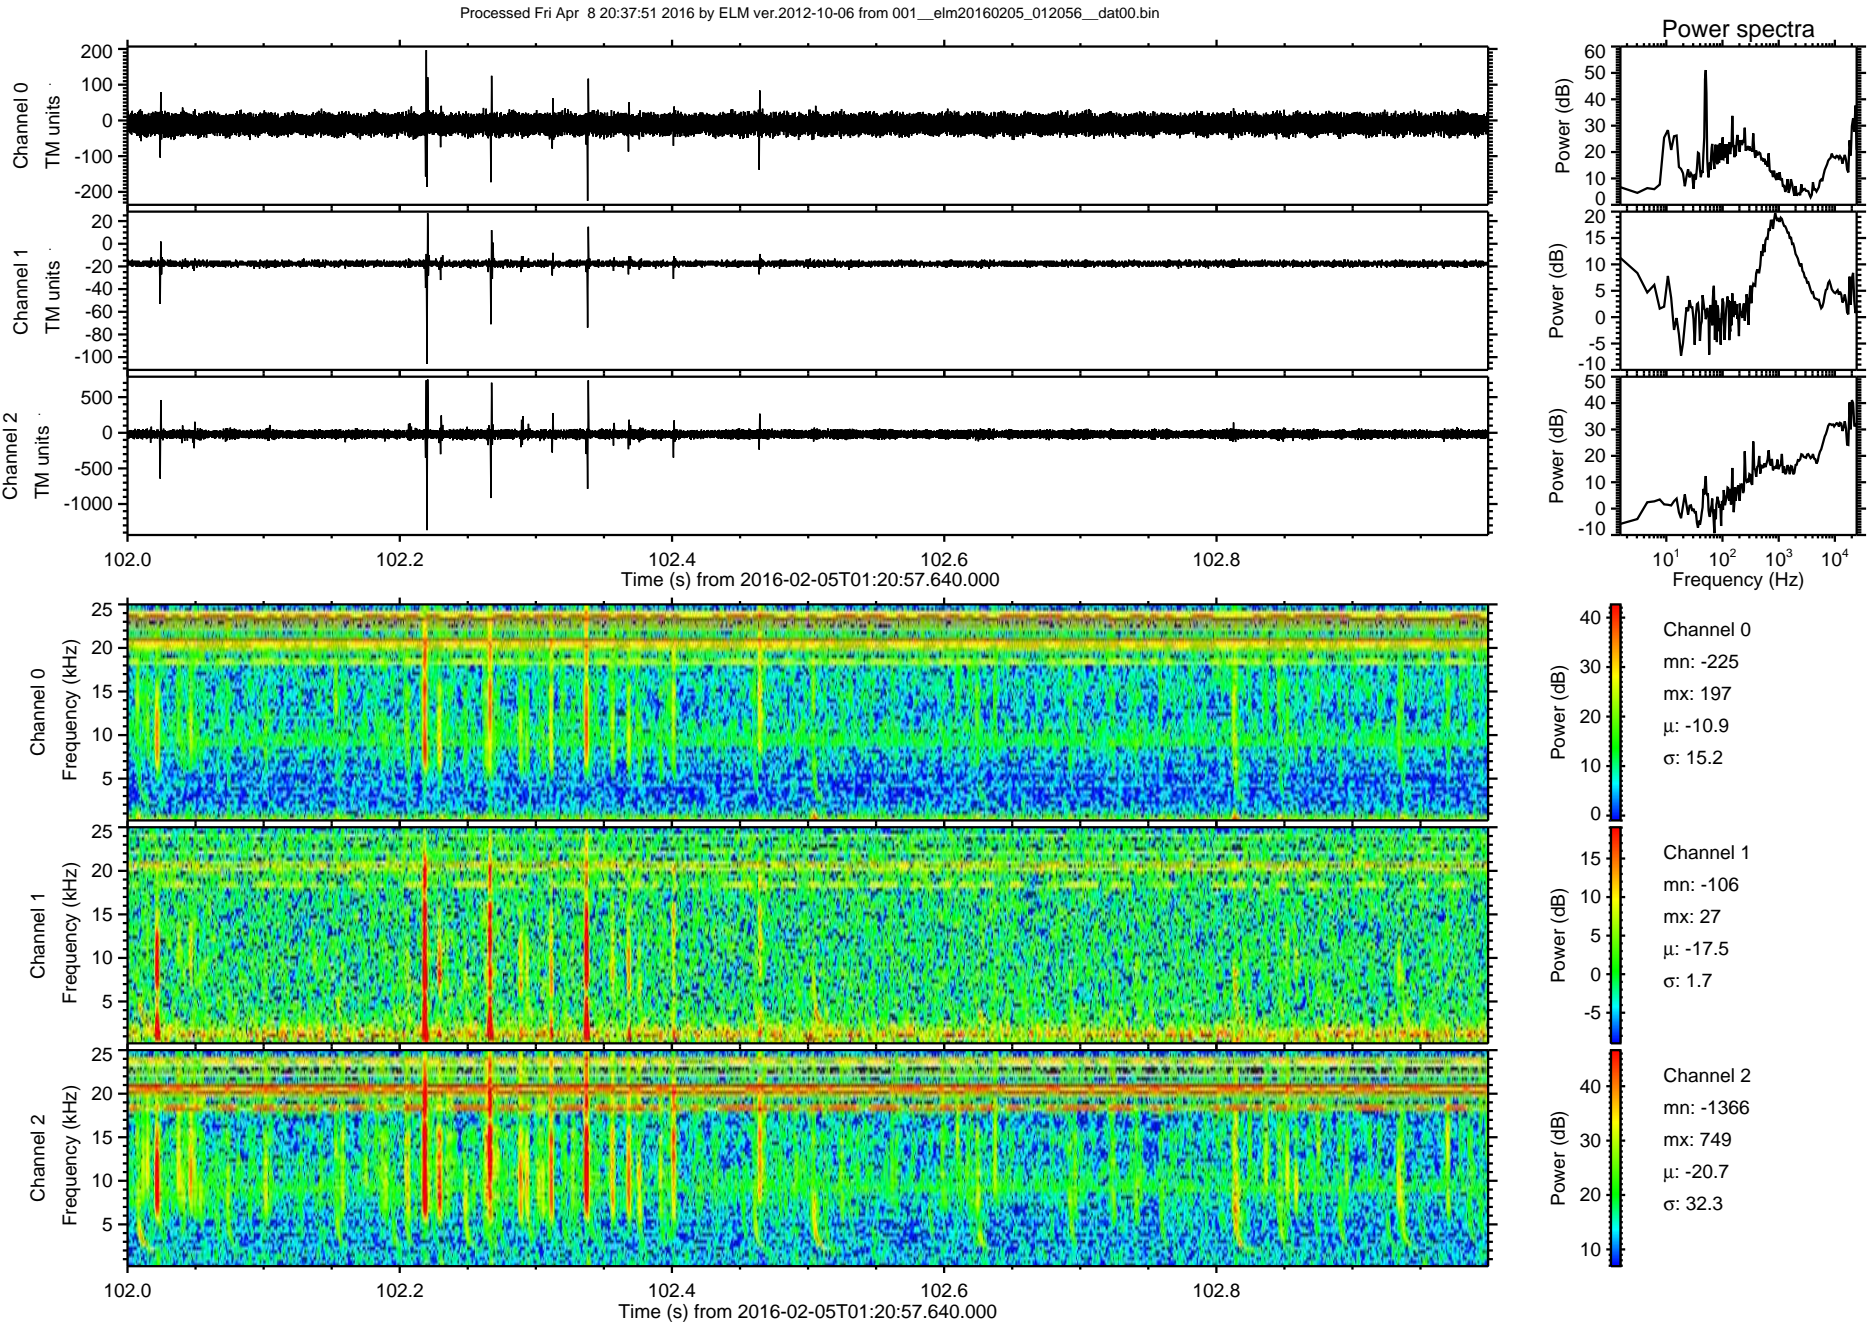 Processed Fri Apr 8 20:37:51 2016 by ELM ver.2012-10-06 from 001__elm20160205_012056__dat00.bin
Power spectra
Channel 0
TM units
200
100
0
-100
-200
Power (dB)
60
50
40
30
20
10
0
Channel 1
TM units
20
0
-20
-40
-60
-80
-100
Power (dB)
20
15
10
5
0
-5
-10
Channel 2
TM units
500
0
-500
-1000
Power (dB)
50
40
30
20
10
0
-10
102.0 102.2 102.4 102.6 102.8
Time (s) from 2016-02-05T01:20:57.640.000
10^1 10^2 10^3 10^4
Frequency (Hz)
Channel 0
Frequency (kHz)
25
20
15
10
5
Power (dB)
40
30
20
10
0
Channel 0
mn: -225
mx: 197
μ: -10.9
σ: 15.2
Channel 1
Frequency (kHz)
25
20
15
10
5
Power (dB)
15
10
5
0
-5
Channel 1
mn: -106
mx: 27
μ: -17.5
σ: 1.7
Channel 2
Frequency (kHz)
25
20
15
10
5
Power (dB)
40
30
20
10
Channel 2
mn: -1366
mx: 749
μ: -20.7
σ: 32.3
102.0 102.2 102.4 102.6 102.8
Time (s) from 2016-02-05T01:20:57.640.000